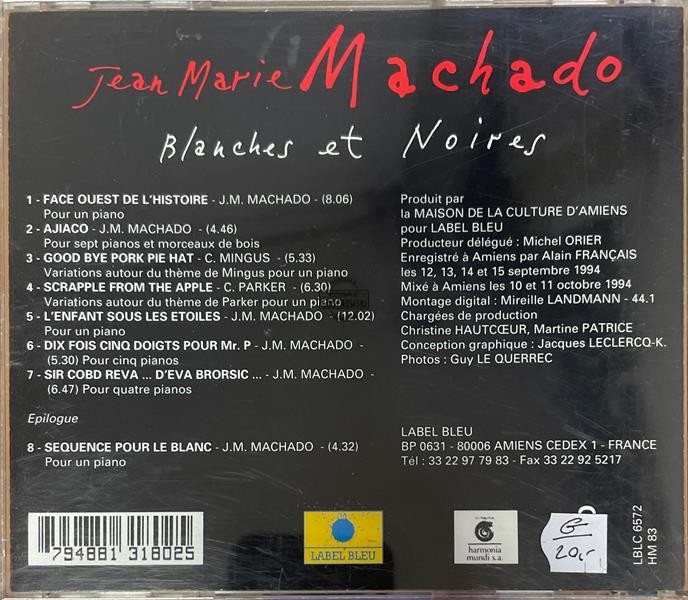 Jean Marie Machado
Blanches et Noires
1 - FACE OUEST DE L'HISTOIRE - J.M. MACHADO - (8.06)
Pour un piano
2 - AJIACO - J.M. MACHADO - (4.46)
Pour sept pianos et morceaux de bois
3 - GOOD BYE PORK PIE HAT - C. MINGUS - (5.33)
Variations autour du thème de Mingus pour un piano
4 - SCRAPPLE FROM THE APPLE - C. PARKER - (6.30)
Variations autour du thème de Parker pour un piano
5 - L'ENFANT SOUS LES ETOILES - J.M. MACHADO - (12.02)
Pour un piano
6 - DIX FOIS CINQ DOIGTS POUR Mr. P - J.M. MACHADO -
(5.30) Pour cinq pianos
7 - SIR COBD REVA ... D'EVA BRORSIC ... - J.M. MACHADO -
(6.47) Pour quatre pianos
Epilogue
8 - SEQUENCE POUR LE BLANC - J.M. MACHADO - (4.32)
Pour un piano
Produit par
la MAISON DE LA CULTURE D'AMIENS
pour LABEL BLEU
Producteur délégué : Michel ORIER
Enregistré à Amiens par Alain FRANÇAIS
les 12, 13, 14 et 15 septembre 1994
Mixé à Amiens les 10 et 11 octobre 1994
Montage digital : Mireille LANDMANN - 44.1
Chargées de production
Christine HAUTCŒUR, Martine PATRICE
Conception graphique : Jacques LECLERCQ-K.
Photos : Guy LE QUERREC
LABEL BLEU
BP 0631 - 80006 AMIENS CEDEX 1 - FRANCE
Tél : 33 22 97 79 83 - Fax 33 22 92 5217
7 94881 318025
LABEL BLEU
harmonia
mundi s.a.
20,-
LBLC 6572
HM 83